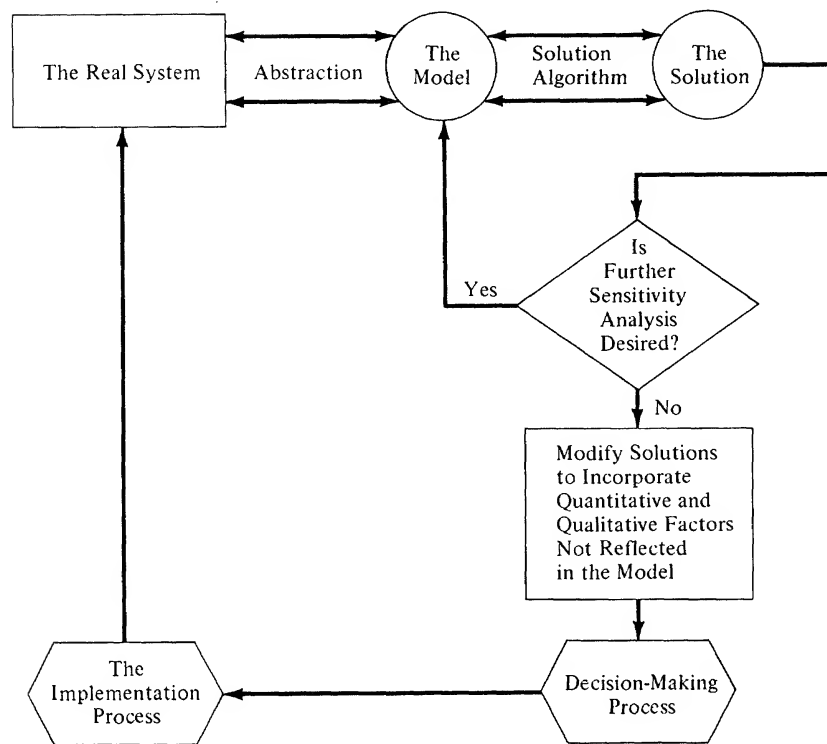 The Real System
Abstraction
The
Model
Solution
Algorithm
The
Solution
Is
Further
Sensitivity
Analysis
Desired?
Yes
No
Modify Solutions
to Incorporate
Quantitative and
Qualitative Factors
Not Reflected
in the Model
Decision-Making
Process
The
Implementation
Process